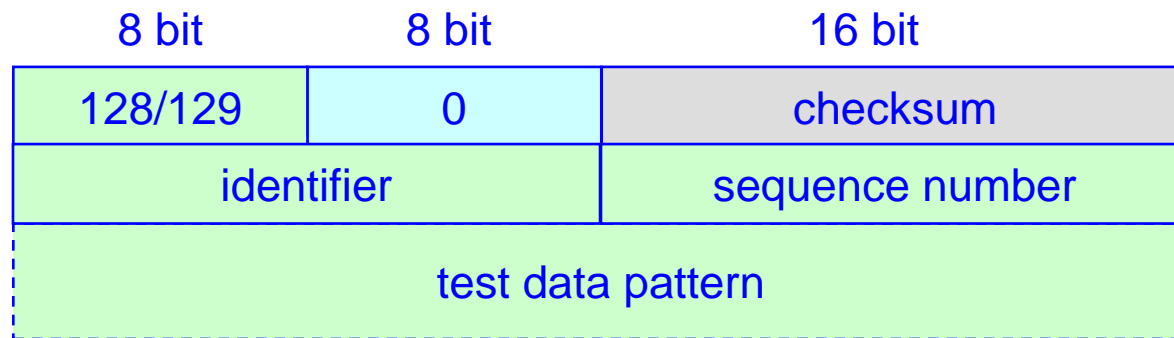 8 bit 8 bit 16 bit
128/129 0 checksum
identifier sequence number
test data pattern